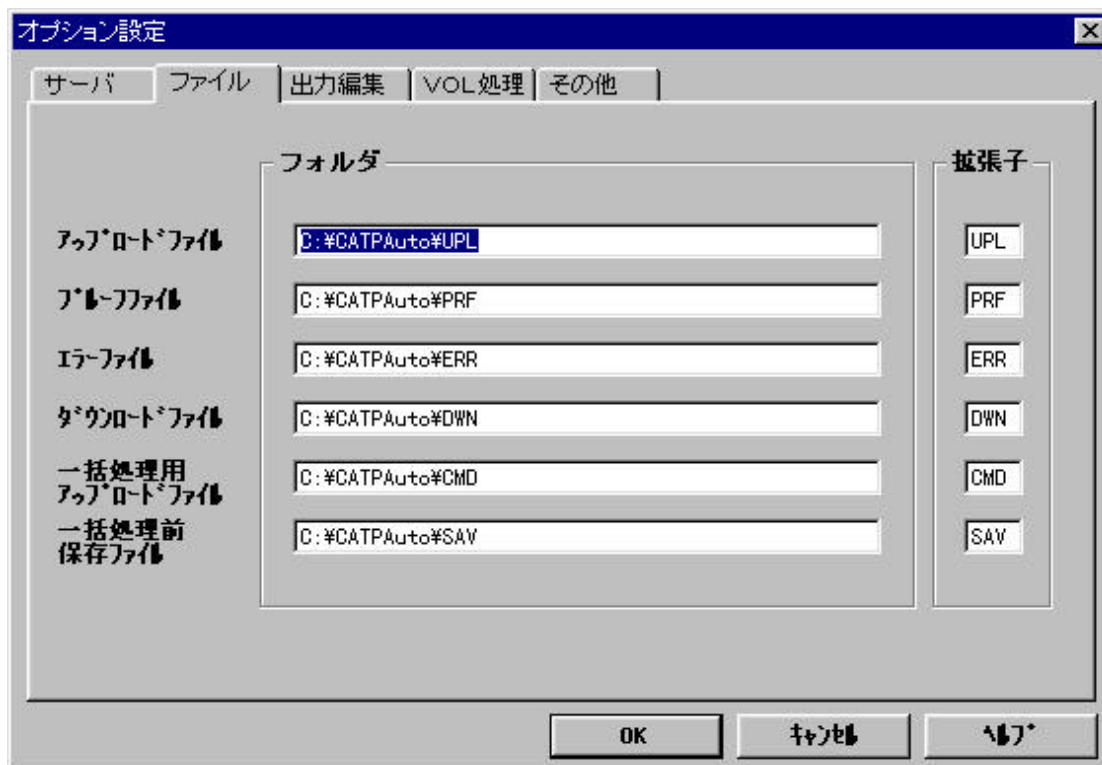 オプション設定
サーバ ファイル 出力編集 VOL処理 その他
フォルダ 拡張子
ｱｯﾌﾟﾛｰﾄﾞﾌｧｲﾙ C:¥CATPAuto¥UPL UPL
ﾌﾟﾙｰﾌﾌｧｲﾙ C:¥CATPAuto¥PRF PRF
ｴﾗｰﾌｧｲﾙ C:¥CATPAuto¥ERR ERR
ﾀﾞｳﾝﾛｰﾄﾞﾌｧｲﾙ C:¥CATPAuto¥DWN DWN
一括処理用
ｱｯﾌﾟﾛｰﾄﾞﾌｧｲﾙ C:¥CATPAuto¥CMD CMD
一括処理前
保存ﾌｧｲﾙ C:¥CATPAuto¥SAV SAV
OK ｷｬﾝｾﾙ ﾍﾙﾌﾟ